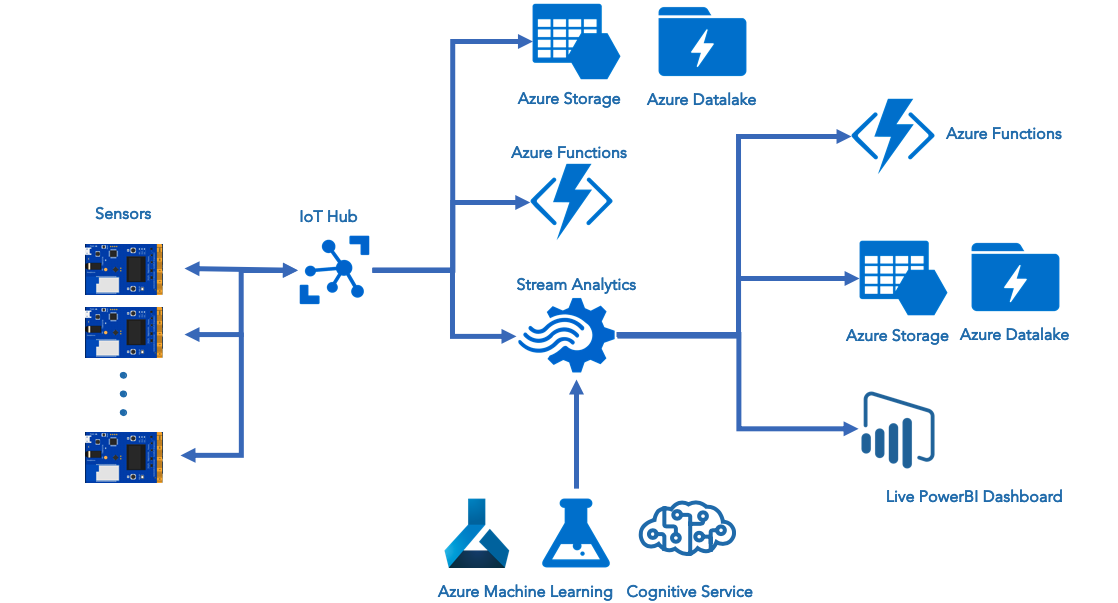 Azure Storage
Azure Datalake
Azure Functions
Azure Functions
Sensors
IoT Hub
Stream Analytics
Azure Storage
Azure Datalake
Live PowerBI Dashboard
Azure Machine Learning
Cognitive Service